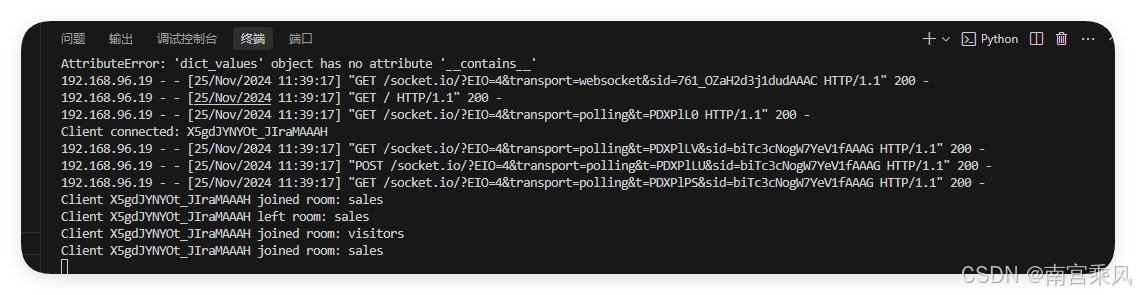 问题 输出 调试控制台 终端 端口 Python
AttributeError: 'dict_values' object has no attribute '__contains__'
192.168.96.19 - - [25/Nov/2024 11:39:17] "GET /socket.io/?EIO=4&transport=websocket&sid=761_OZaH2d3j1dudAAAC HTTP/1.1" 200 -
192.168.96.19 - - [25/Nov/2024 11:39:17] "GET / HTTP/1.1" 200 -
192.168.96.19 - - [25/Nov/2024 11:39:17] "GET /socket.io/?EIO=4&transport=polling&t=PDXPlL0 HTTP/1.1" 200 -
Client connected: X5gdJYNYOt_JIraMAAAH
192.168.96.19 - - [25/Nov/2024 11:39:17] "GET /socket.io/?EIO=4&transport=polling&t=PDXPlLV&sid=biTc3cNogW7YeV1fAAAG HTTP/1.1" 200 -
192.168.96.19 - - [25/Nov/2024 11:39:17] "POST /socket.io/?EIO=4&transport=polling&t=PDXPlLU&sid=biTc3cNogW7YeV1fAAAG HTTP/1.1" 200 -
192.168.96.19 - - [25/Nov/2024 11:39:17] "GET /socket.io/?EIO=4&transport=polling&t=PDXPlPS&sid=biTc3cNogW7YeV1fAAAG HTTP/1.1" 200 -
Client X5gdJYNYOt_JIraMAAAH joined room: sales
Client X5gdJYNYOt_JIraMAAAH left room: sales
Client X5gdJYNYOt_JIraMAAAH joined room: visitors
Client X5gdJYNYOt_JIraMAAAH joined room: sales
CSDN @南宫乘风